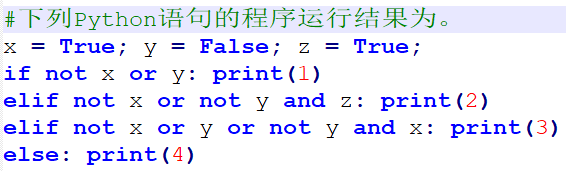 #下列Python语句的程序运行结果为。
x = True; y = False; z = True;
if not x or y: print(1)
elif not x or not y and z: print(2)
elif not x or y or not y and x: print(3)
else: print(4)